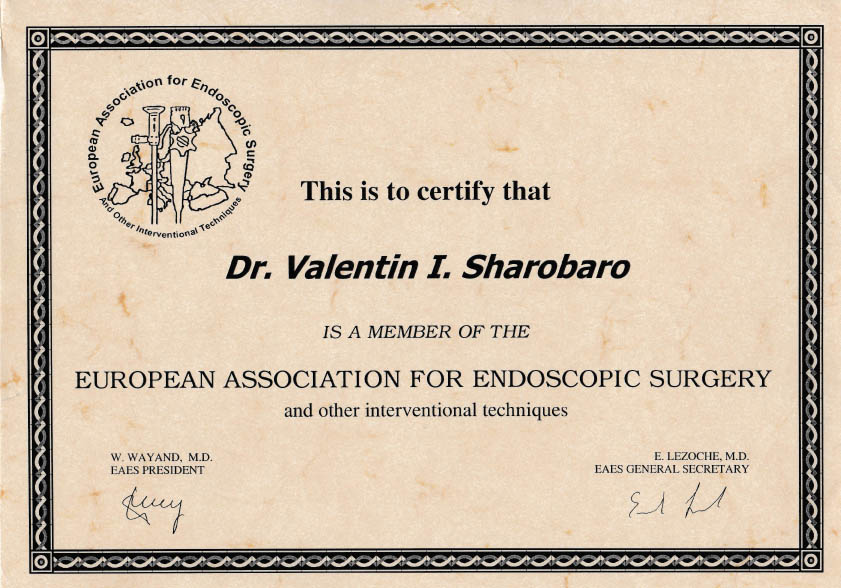 European Association for Endoscopic Surgery
And Other Interventional Techniques
This is to certify that
Dr. Valentin I. Sharobaro
IS A MEMBER OF THE
EUROPEAN ASSOCIATION FOR ENDOSCOPIC SURGERY
and other interventional techniques
W. WAYAND, M.D.
EAES PRESIDENT
E. LEZOCHE, M.D.
EAES GENERAL SECRETARY